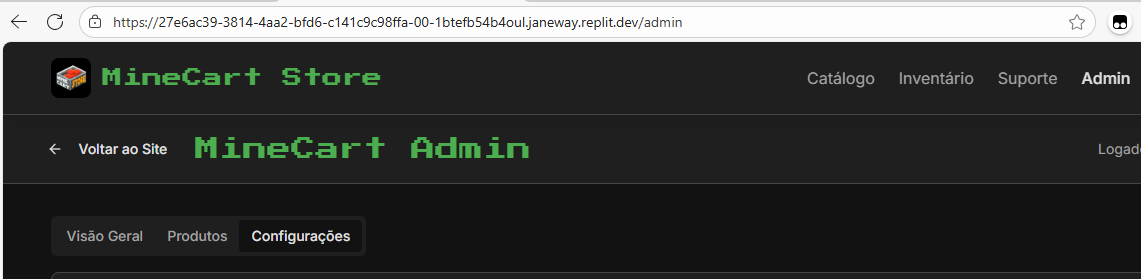 https://27e6ac39-3814-4aa2-bfd6-c141c9c98ffa-00-1btefb54b4oul.janeway.replit.dev/admin
MineCart Store
Catálogo Inventário Suporte Admin
Voltar ao Site MineCart Admin
Visão Geral Produtos Configurações